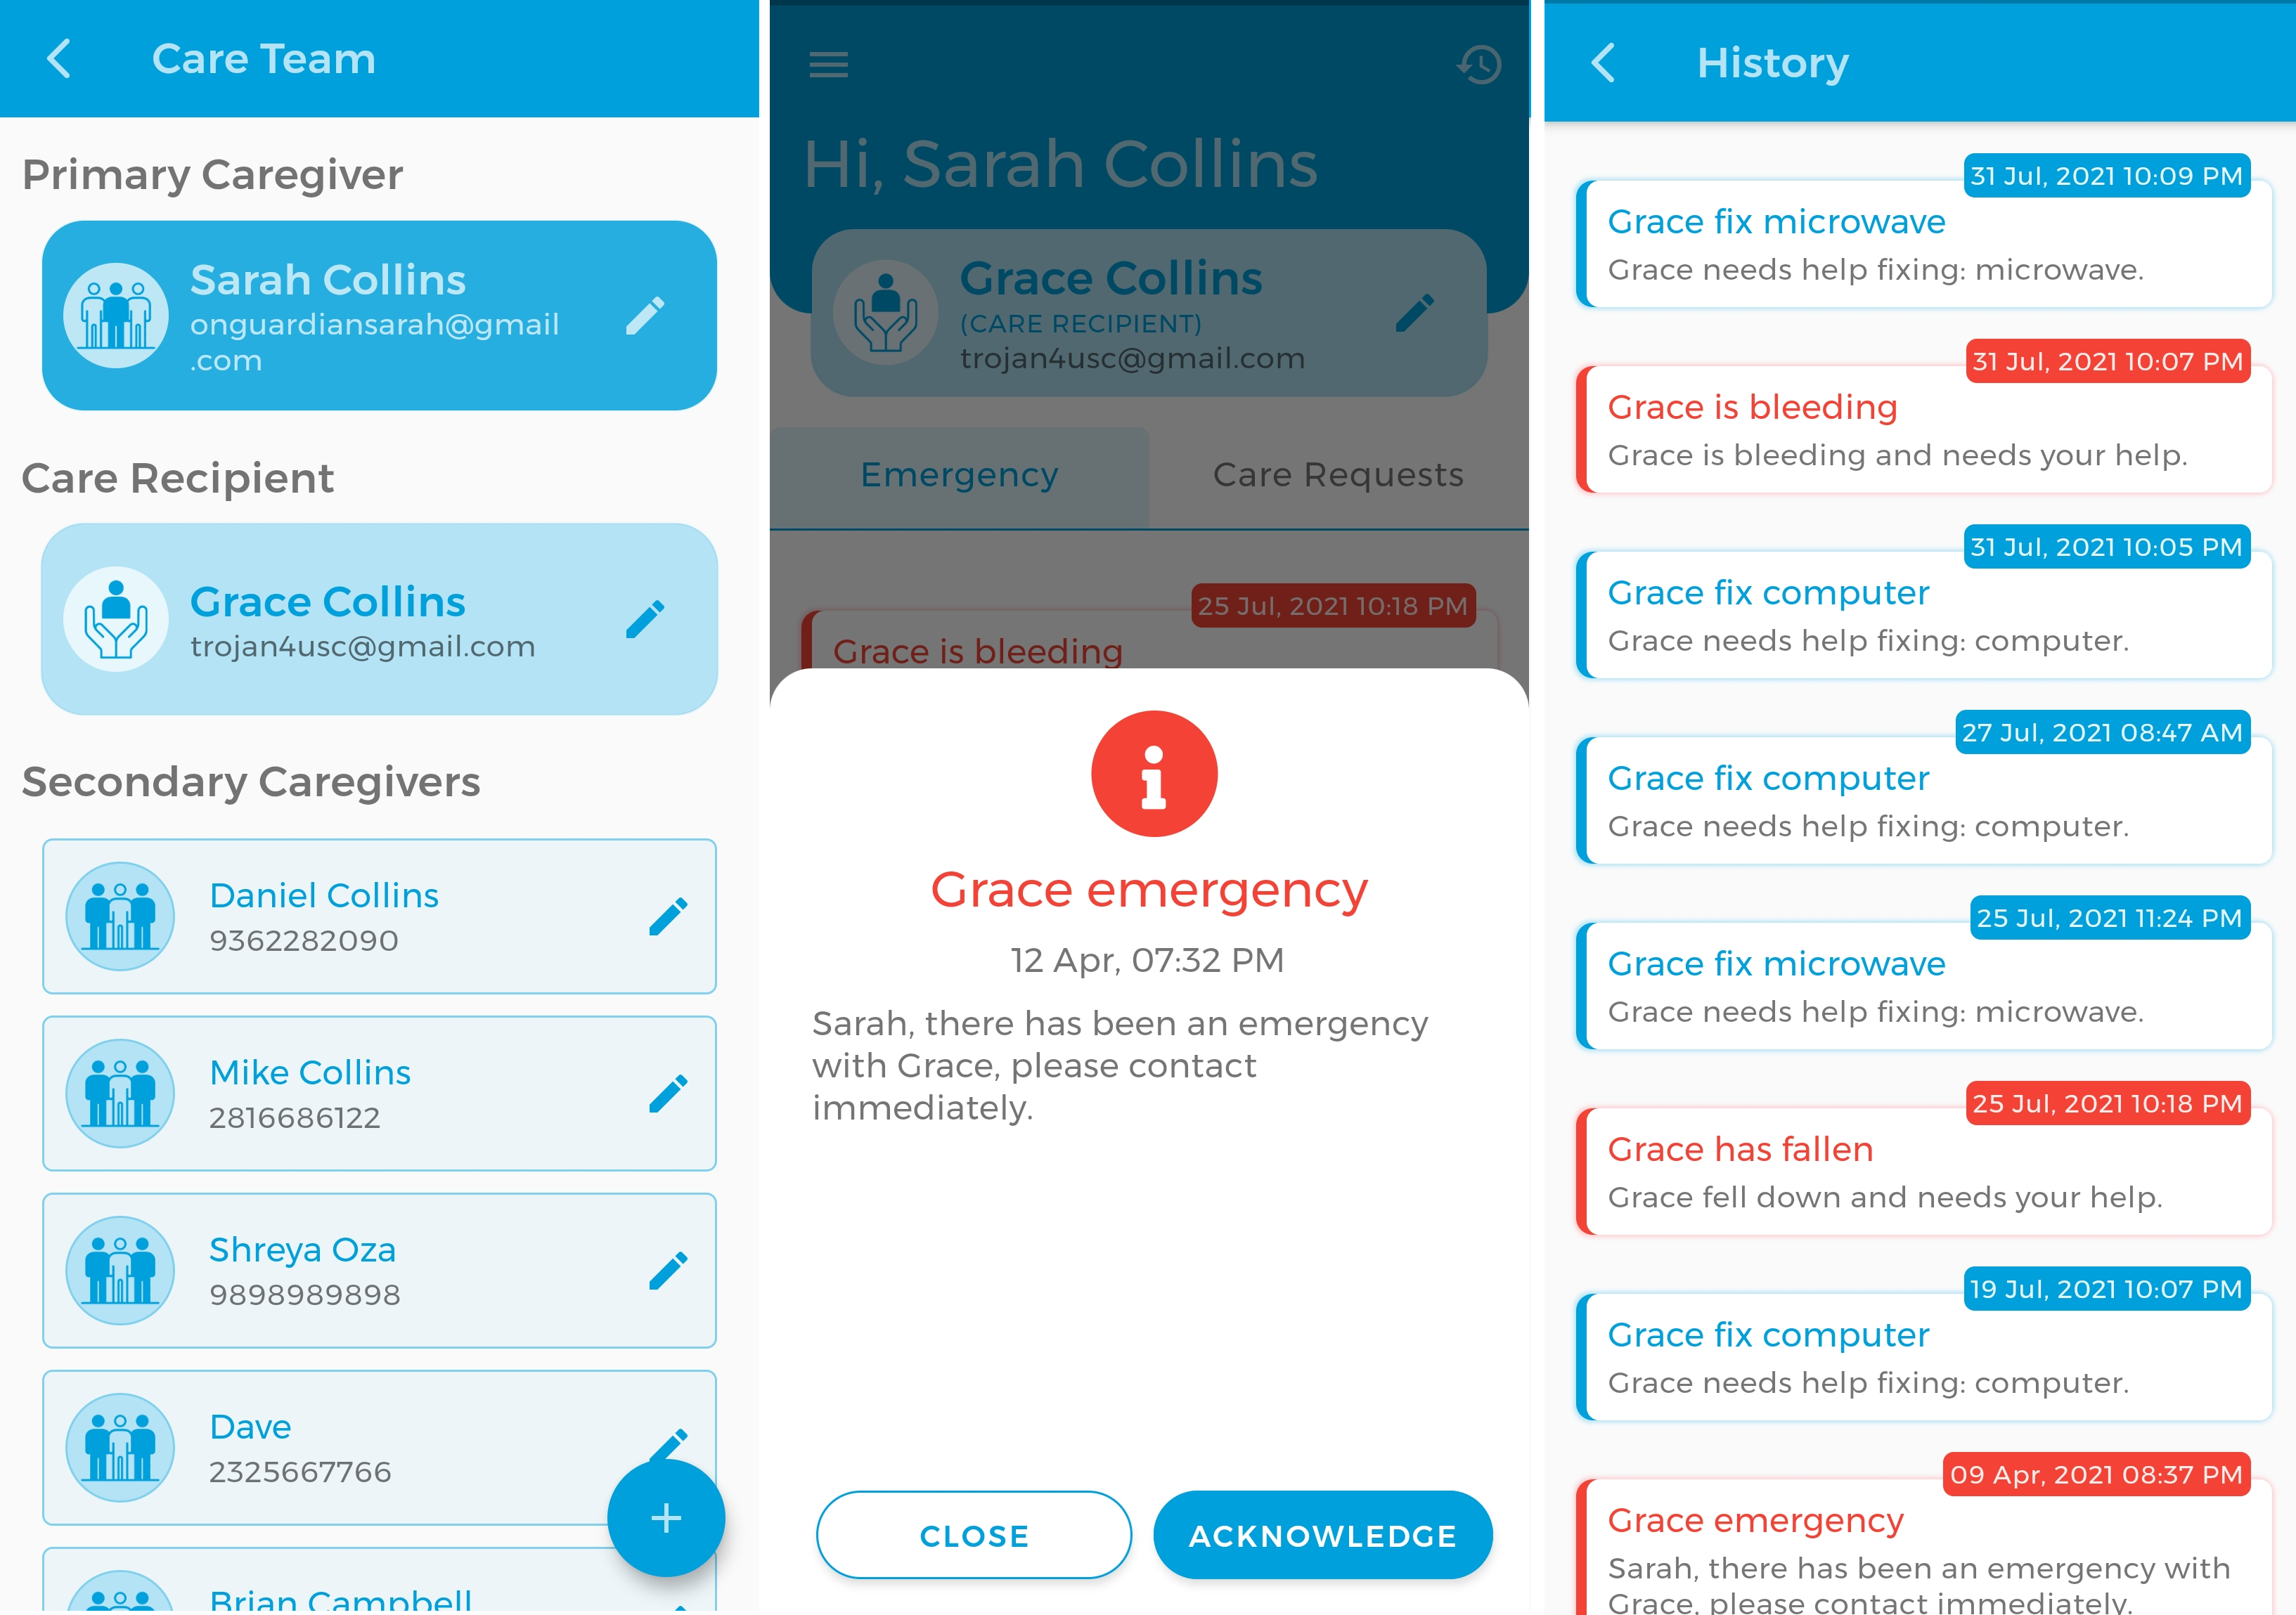 Care Team
Primary Caregiver
Sarah Collins
onguardiansarah@gmail
.com
Care Recipient
Grace Collins
trojan4usc@gmail.com
Secondary Caregivers
Daniel Collins
9362282090
Mike Collins
2816686122
Shreya Oza
9898989898
Dave
2325667766
+
Brian Campbell
Hi, Sarah Collins
Grace Collins
(CARE RECIPIENT)
trojan4usc@gmail.com
Emergency
Care Requests
25 Jul, 2021 10:18 PM
Grace is bleeding
Grace emergency
12 Apr, 07:32 PM
Sarah, there has been an emergency
with Grace, please contact
immediately.
CLOSE
ACKNOWLEDGE
History
31 Jul, 2021 10:09 PM
Grace fix microwave
Grace needs help fixing: microwave.
31 Jul, 2021 10:07 PM
Grace is bleeding
Grace is bleeding and needs your help.
31 Jul, 2021 10:05 PM
Grace fix computer
Grace needs help fixing: computer.
27 Jul, 2021 08:47 AM
Grace fix computer
Grace needs help fixing: computer.
25 Jul, 2021 11:24 PM
Grace fix microwave
Grace needs help fixing: microwave.
25 Jul, 2021 10:18 PM
Grace has fallen
Grace fell down and needs your help.
19 Jul, 2021 10:07 PM
Grace fix computer
Grace needs help fixing: computer.
09 Apr, 2021 08:37 PM
Grace emergency
Sarah, there has been an emergency with
Grace, please contact immediately.